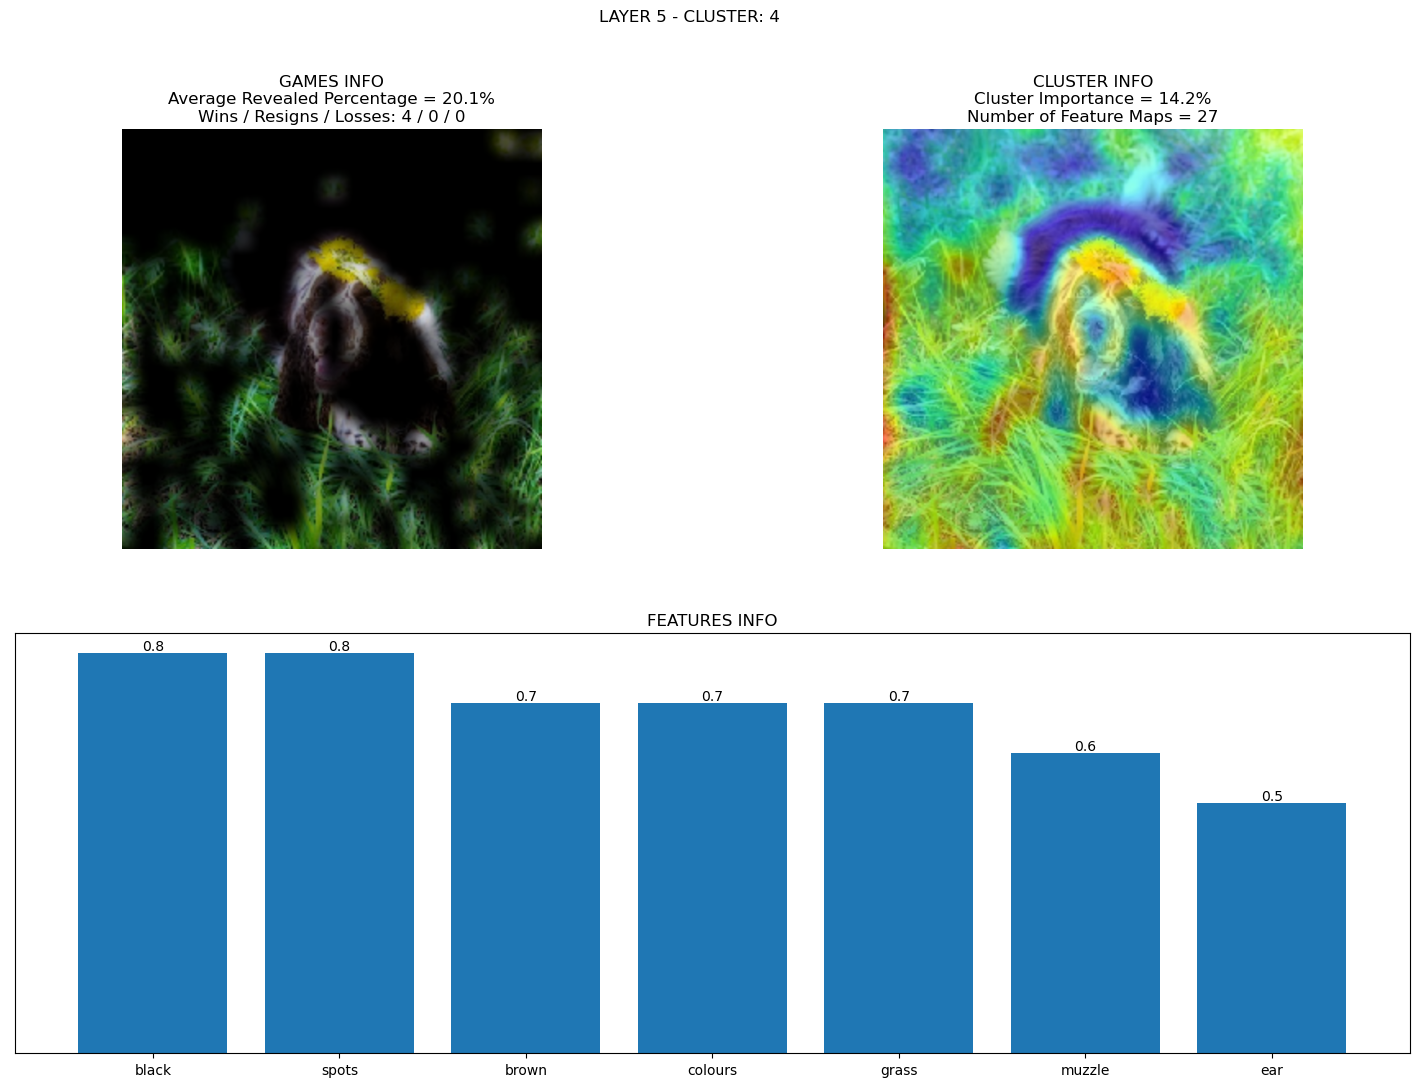 LAYER 5 - CLUSTER: 4
GAMES INFO
Average Revealed Percentage = 20.1%
Wins / Resigns / Losses: 4 / 0 / 0
CLUSTER INFO
Cluster Importance = 14.2%
Number of Feature Maps = 27
FEATURES INFO
0.8 0.8 0.7 0.7 0.7 0.6 0.5
black spots brown colours grass muzzle ear